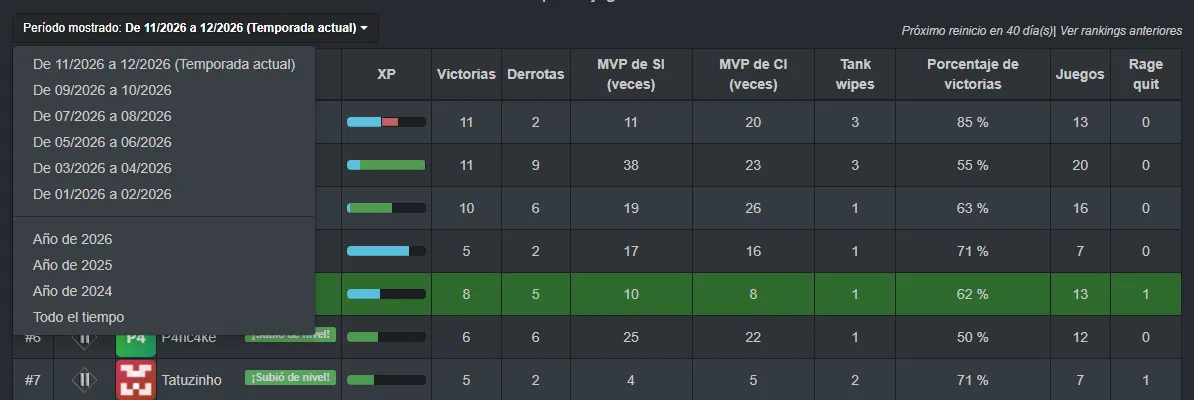 Período mostrado: De 11/2026 a 12/2026 (Temporada actual)
Próximo reinicio en 40 día(s)| Ver rankings anteriores
De 11/2026 a 12/2026 (Temporada actual)
De 09/2026 a 10/2026
De 07/2026 a 08/2026
De 05/2026 a 06/2026
De 03/2026 a 04/2026
De 01/2026 a 02/2026
Año de 2026
Año de 2025
Año de 2024
Todo el tiempo
XP Victorias Derrotas MVP de SI (veces) MVP de CI (veces) Tank wipes Porcentaje de victorias Juegos Rage quit
11 2 11 20 3 85 % 13 0
11 9 38 23 3 55 % 20 0
10 6 19 26 1 63 % 16 0
5 2 17 16 1 71 % 7 0
8 5 10 8 1 62 % 13 1
#6 P4 P4nc4ke ¡Subió de nivel! 6 6 25 22 1 50 % 12 0
#7 Tatuzinho ¡Subió de nivel! 5 2 4 5 2 71 % 7 1